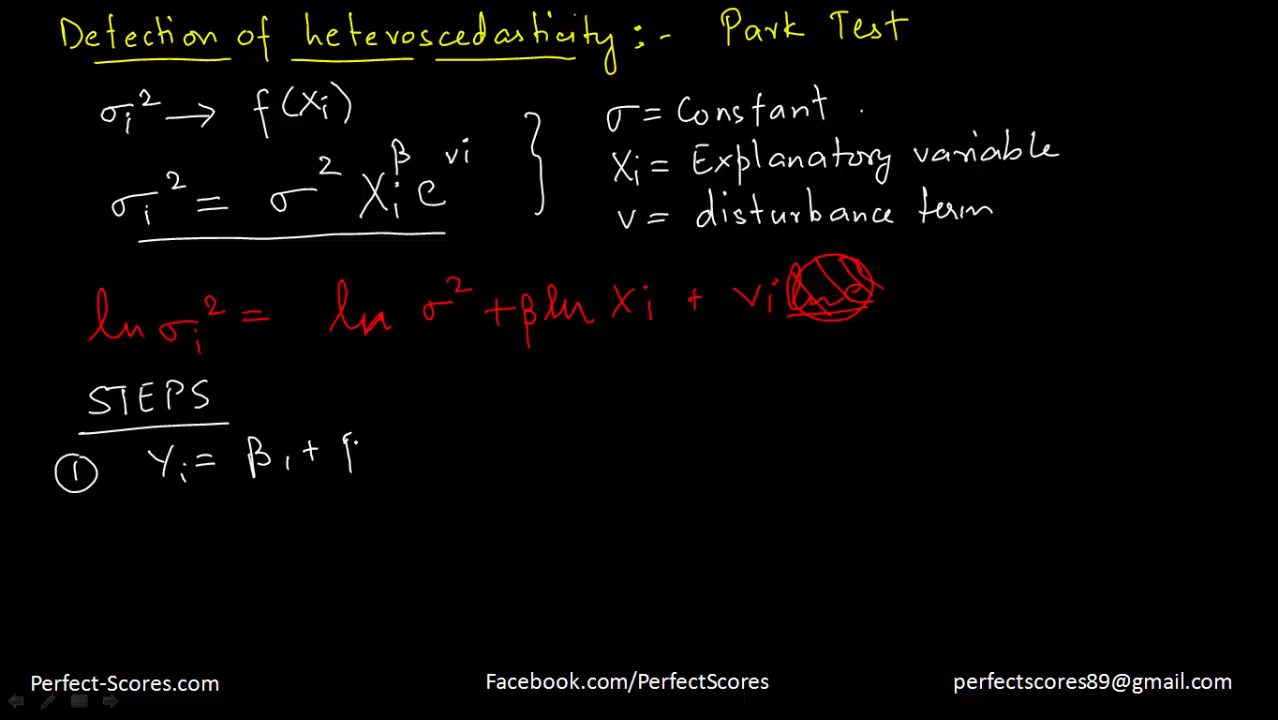 Detection of heteroscedasticity :- Park Test
σi² → f(Xi)
σi² = σ² Xi^β e^vi
σ = Constant
Xi = Explanatory variable
v = disturbance term
ln σi² = ln σ² + β ln Xi + vi
STEPS
① Yi = β1 +
Perfect-Scores.com
Facebook.com/PerfectScores
perfectscores89@gmail.com